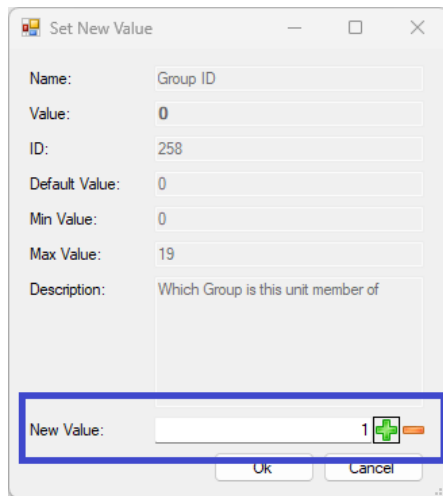 Set New Value
Name: Group ID
Value: 0
ID: 258
Default Value: 0
Min Value: 0
Max Value: 19
Description: Which Group is this unit member of
New Value: 1
Ok Cancel